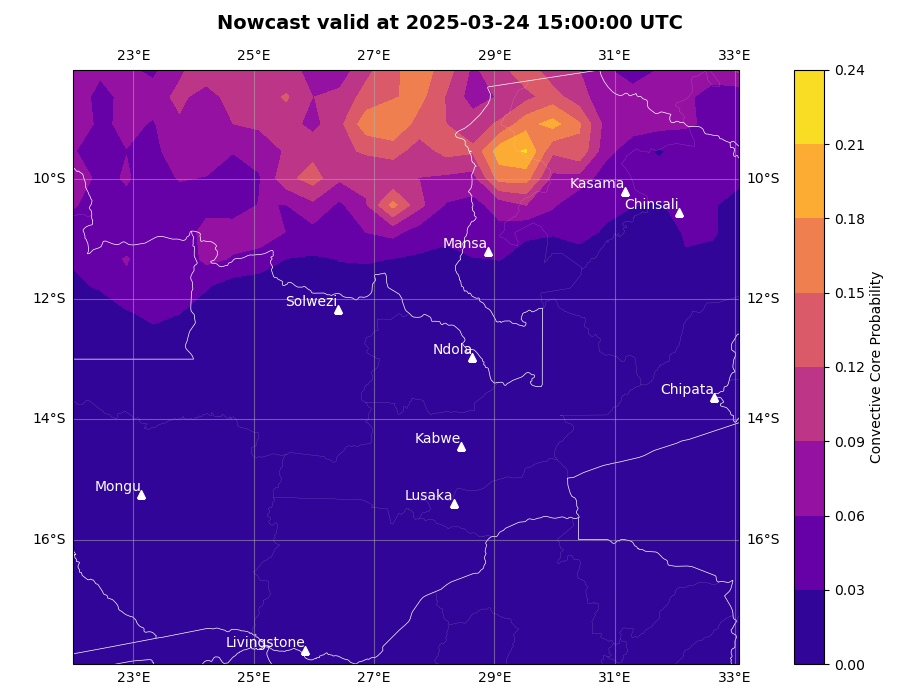 Nowcast valid at 2025-03-24 15:00:00 UTC
23°E 25°E 27°E 29°E 31°E 33°E
0.24
0.21
0.18
0.15
0.12
0.09
0.06
0.03
0.00
Convective Core Probability
10°S 10°S
12°S 12°S
14°S 14°S
16°S 16°S
Kasama
Chinsali
Mansa
Solwezi
Ndola
Chipata
Kabwe
Mongu
Lusaka
Livingstone
23°E 25°E 27°E 29°E 31°E 33°E